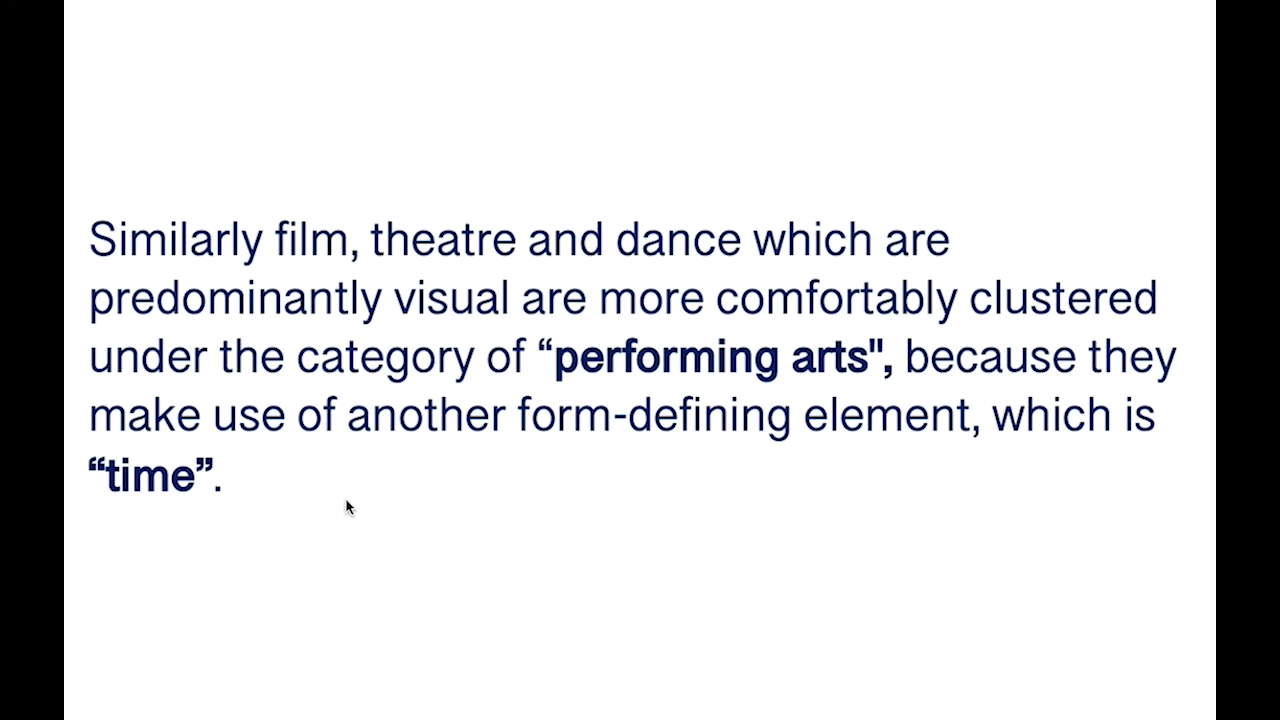 Similarly film, theatre and dance which are
predominantly visual are more comfortably clustered
under the category of “performing arts", because they
make use of another form-defining element, which is
“time”.